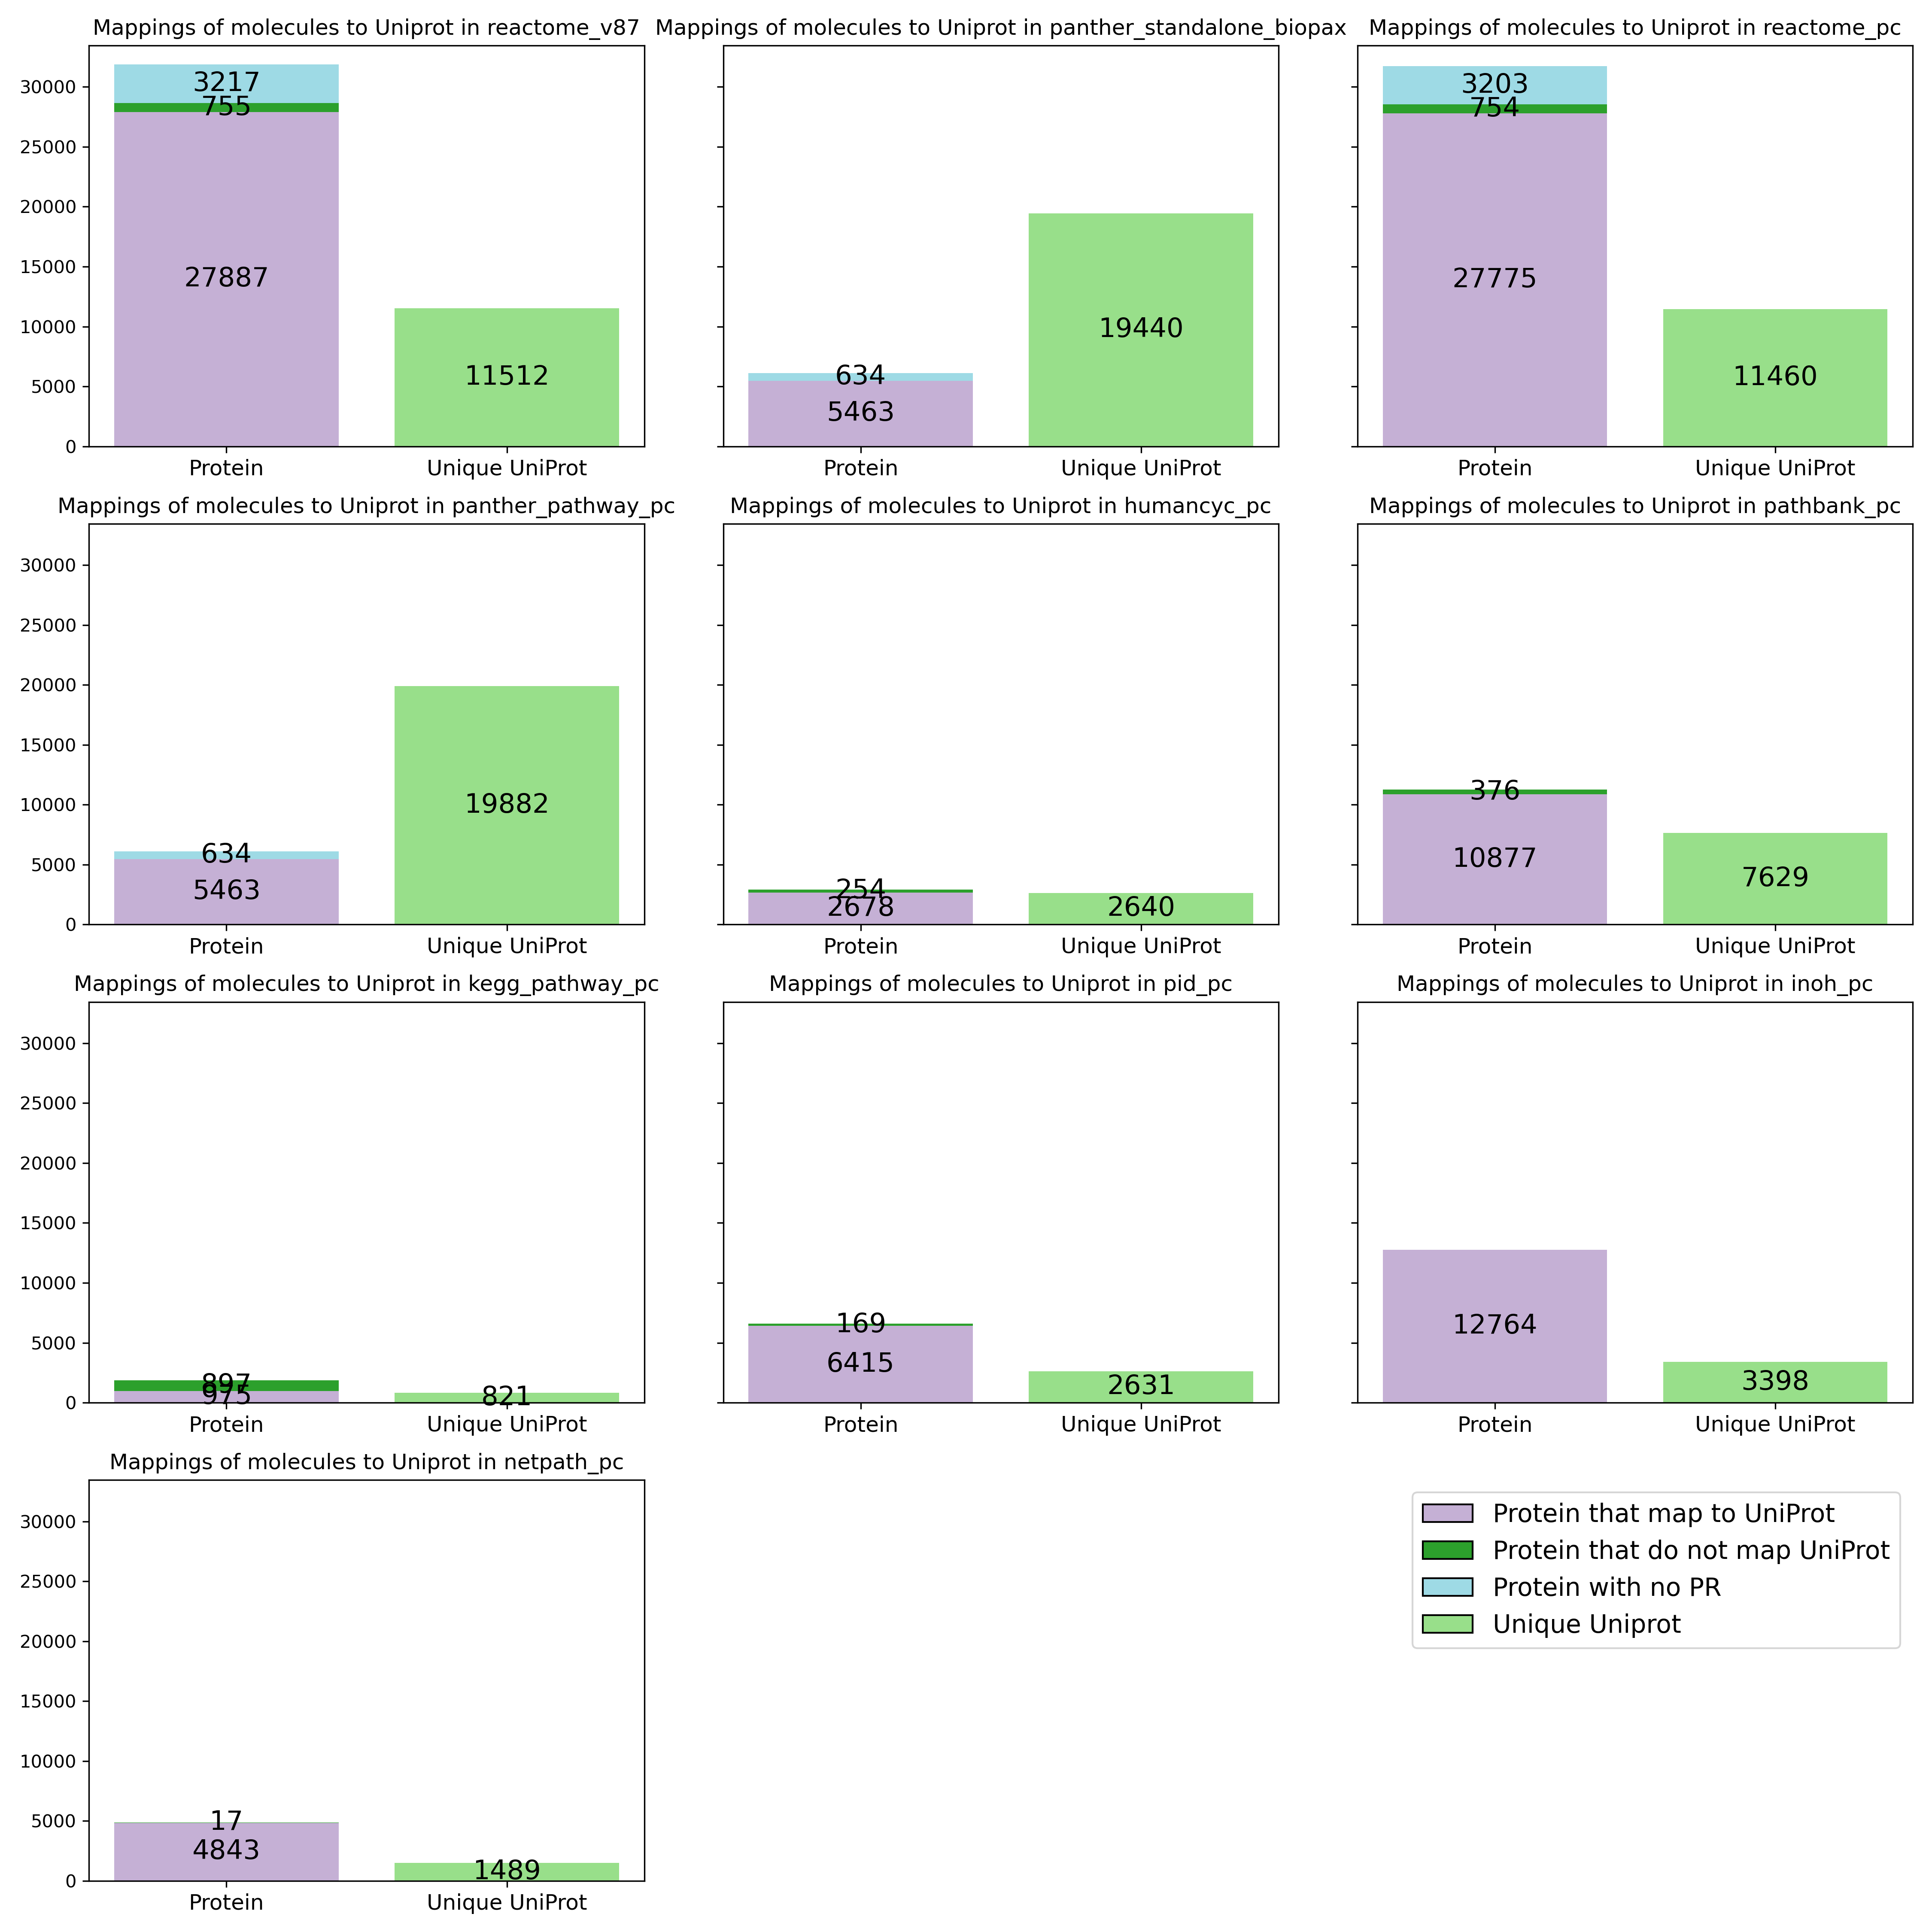 Mappings of molecules to Uniprot in reactome_v87
30000
25000
20000
15000
10000
5000
0
3217
755
27887
11512
Protein
Unique UniProt
Mappings of molecules to Uniprot in panther_standalone_biopax
634
5463
19440
Protein
Unique UniProt
Mappings of molecules to Uniprot in reactome_pc
3203
754
27775
11460
Protein
Unique UniProt
Mappings of molecules to Uniprot in panther_pathway_pc
30000
25000
20000
15000
10000
5000
0
634
5463
19882
Protein
Unique UniProt
Mappings of molecules to Uniprot in humancyc_pc
254
2678
2640
Protein
Unique UniProt
Mappings of molecules to Uniprot in pathbank_pc
376
10877
7629
Protein
Unique UniProt
Mappings of molecules to Uniprot in kegg_pathway_pc
30000
25000
20000
15000
10000
5000
0
897
975
821
Protein
Unique UniProt
Mappings of molecules to Uniprot in pid_pc
169
6415
2631
Protein
Unique UniProt
Mappings of molecules to Uniprot in inoh_pc
12764
3398
Protein
Unique UniProt
Mappings of molecules to Uniprot in netpath_pc
30000
25000
20000
15000
10000
5000
0
17
4843
1489
Protein
Unique UniProt
Protein that map to UniProt
Protein that do not map UniProt
Protein with no PR
Unique Uniprot